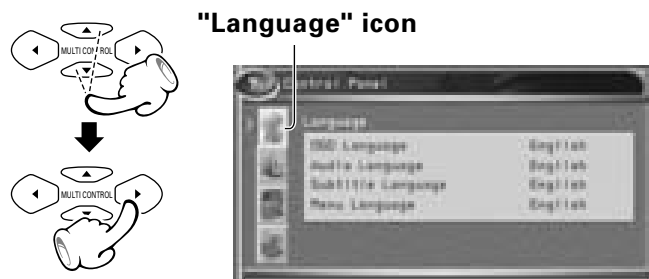 "Language" icon
MULTI CONTROL
MULTI CONTROL
Control Panel
Language
OSD Language English
Audio Language English
Subtitle Language English
Menu Language English